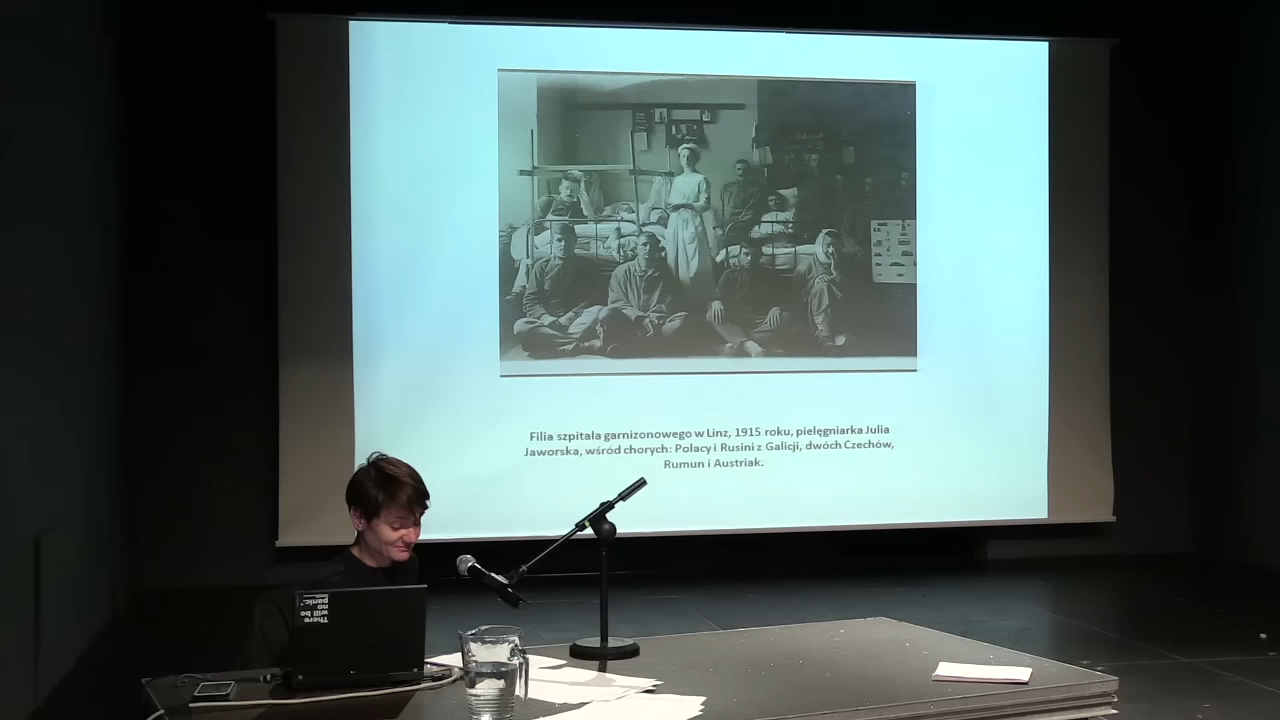 Filia szpitala garnizonowego w Linz, 1915 roku, pielęgniarka Julia
Jaworska, wśród chorych: Polacy i Rusini z Galicji, dwóch Czechów,
Rumun i Austriak.
There
will be
no
panic.